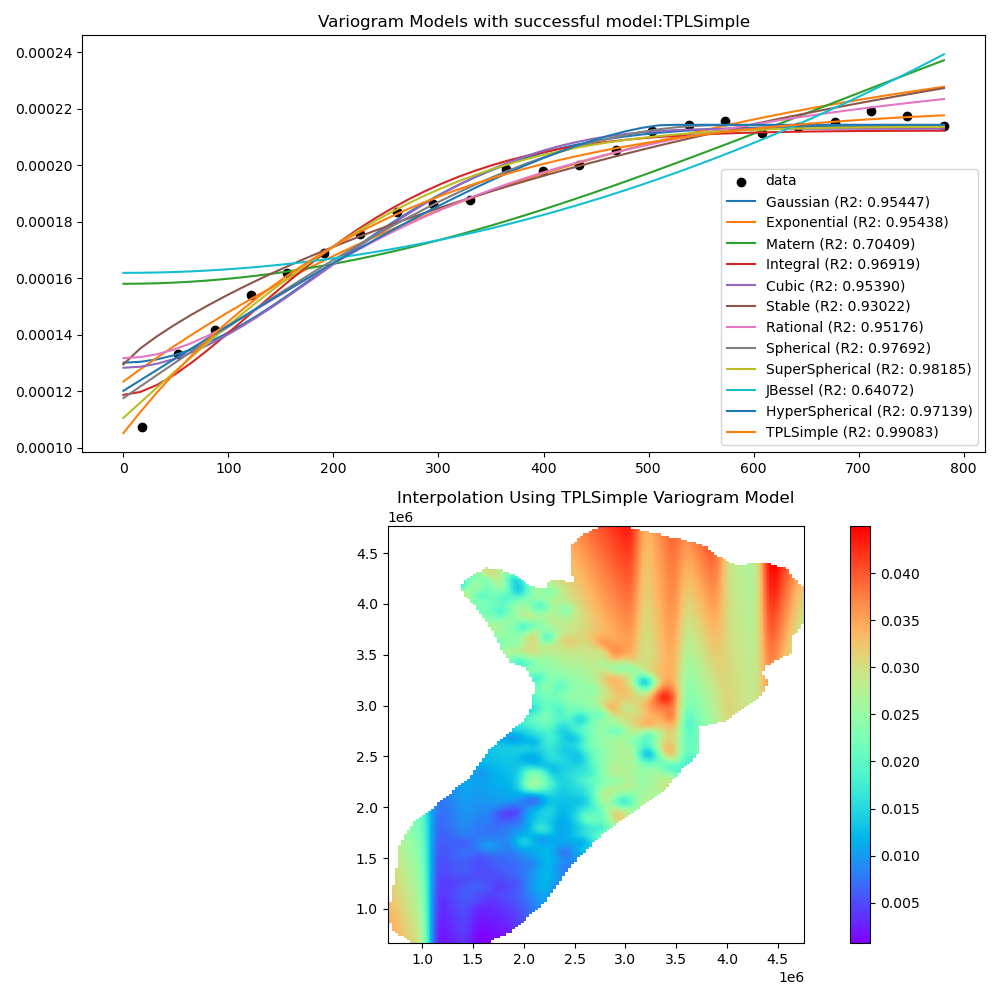 Variogram Models with successful model:TPLSimple
0.00024
0.00022
0.00020
0.00018
0.00016
0.00014
0.00012
0.00010
data
Gaussian (R2: 0.95447)
Exponential (R2: 0.95438)
Matern (R2: 0.70409)
Integral (R2: 0.96919)
Cubic (R2: 0.95390)
Stable (R2: 0.93022)
Rational (R2: 0.95176)
Spherical (R2: 0.97692)
SuperSpherical (R2: 0.98185)
JBessel (R2: 0.64072)
HyperSpherical (R2: 0.97139)
TPLSimple (R2: 0.99083)
0 100 200 300 400 500 600 700 800
Interpolation Using TPLSimple Variogram Model
1e6
4.5
4.0
3.5
3.0
2.5
2.0
1.5
1.0
1.0 1.5 2.0 2.5 3.0 3.5 4.0 4.5
1e6
0.040
0.035
0.030
0.025
0.020
0.015
0.010
0.005